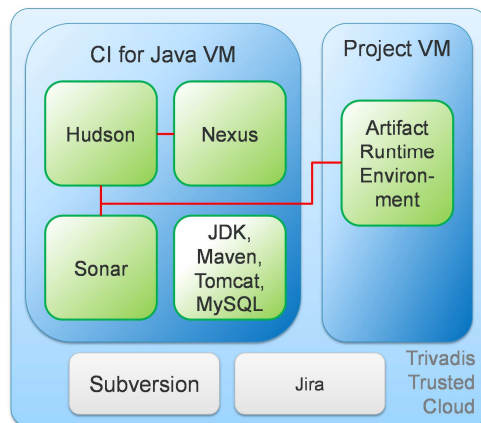 CI for Java VM
Project VM
Hudson
Nexus
Artifact
Runtime
Environ-
ment
Sonar
JDK,
Maven,
Tomcat,
MySQL
Subversion
Jira
Trivadis
Trusted
Cloud